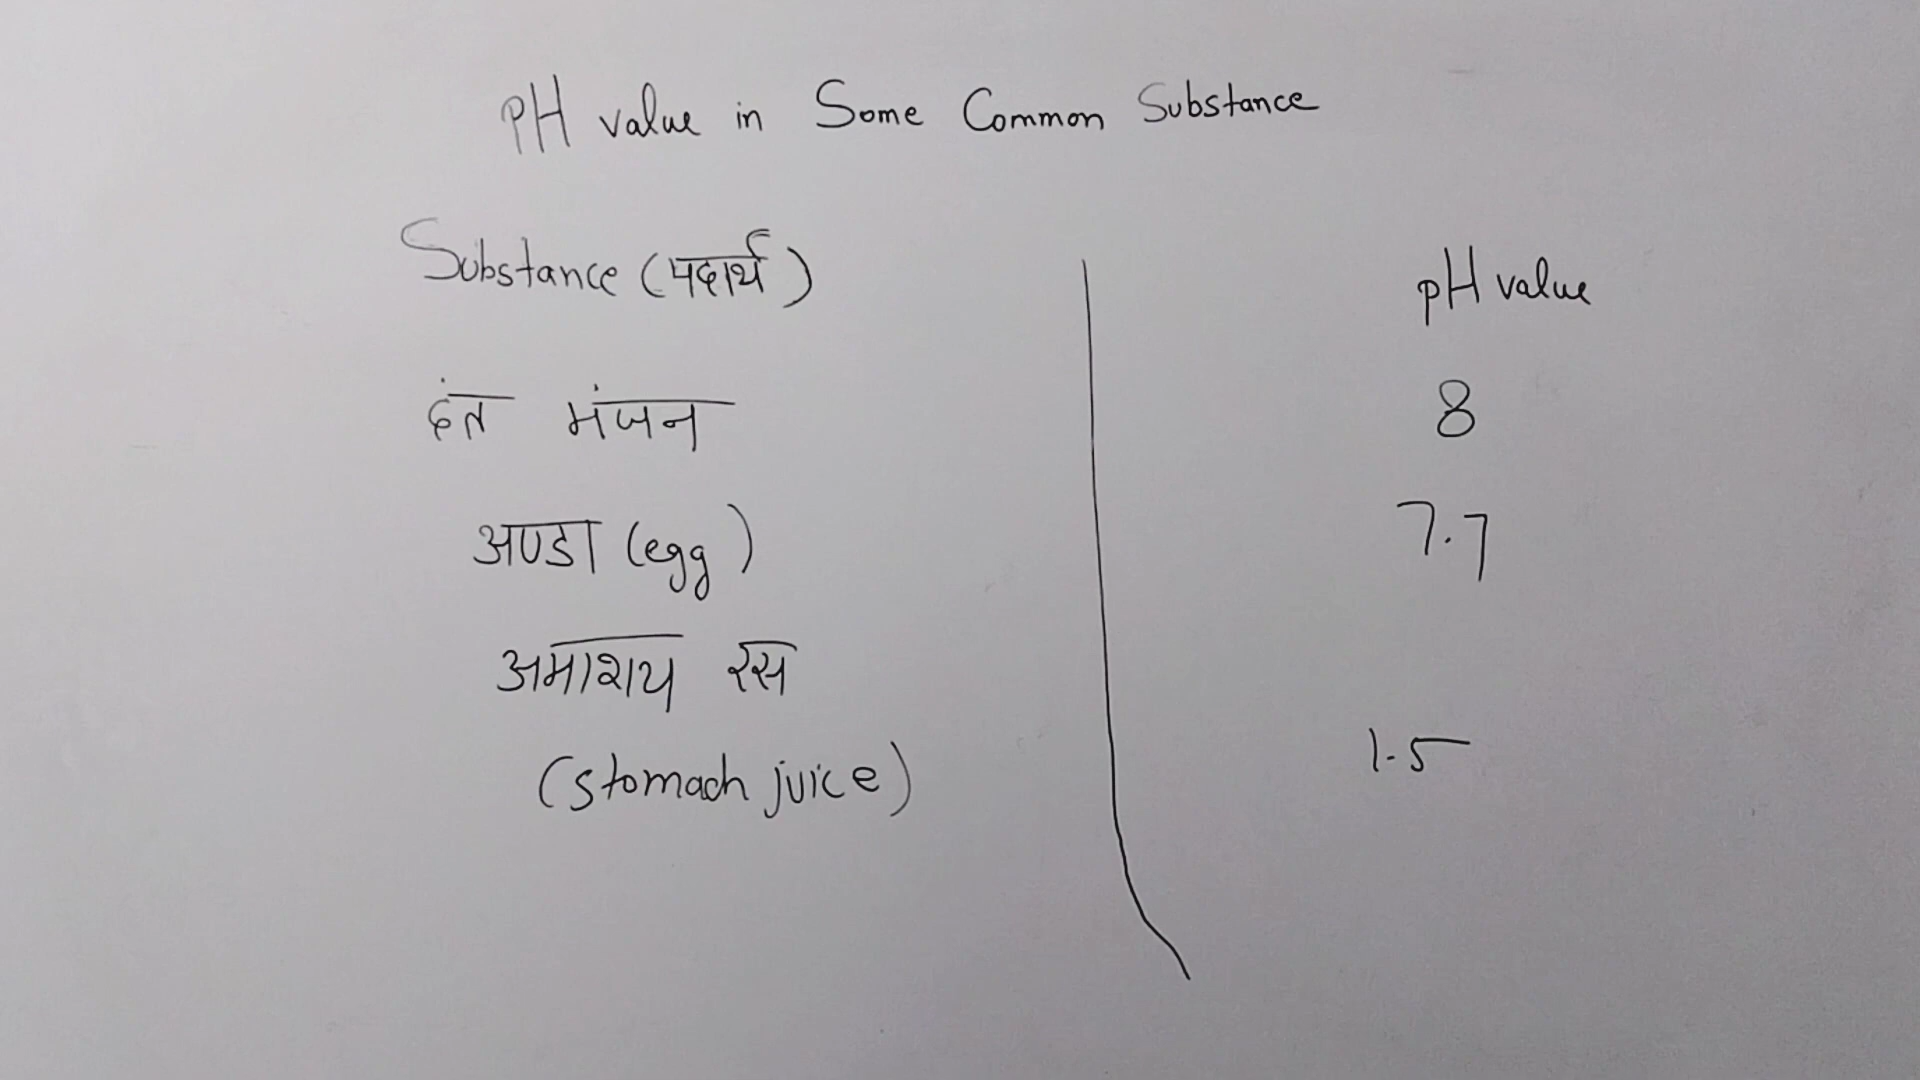 pH value in Some Common Substance
Substance (पदार्थ) pH value
दंत मंजन 8
अण्डा (egg) 7.7
अमाशय रस
(stomach juice) 1.5